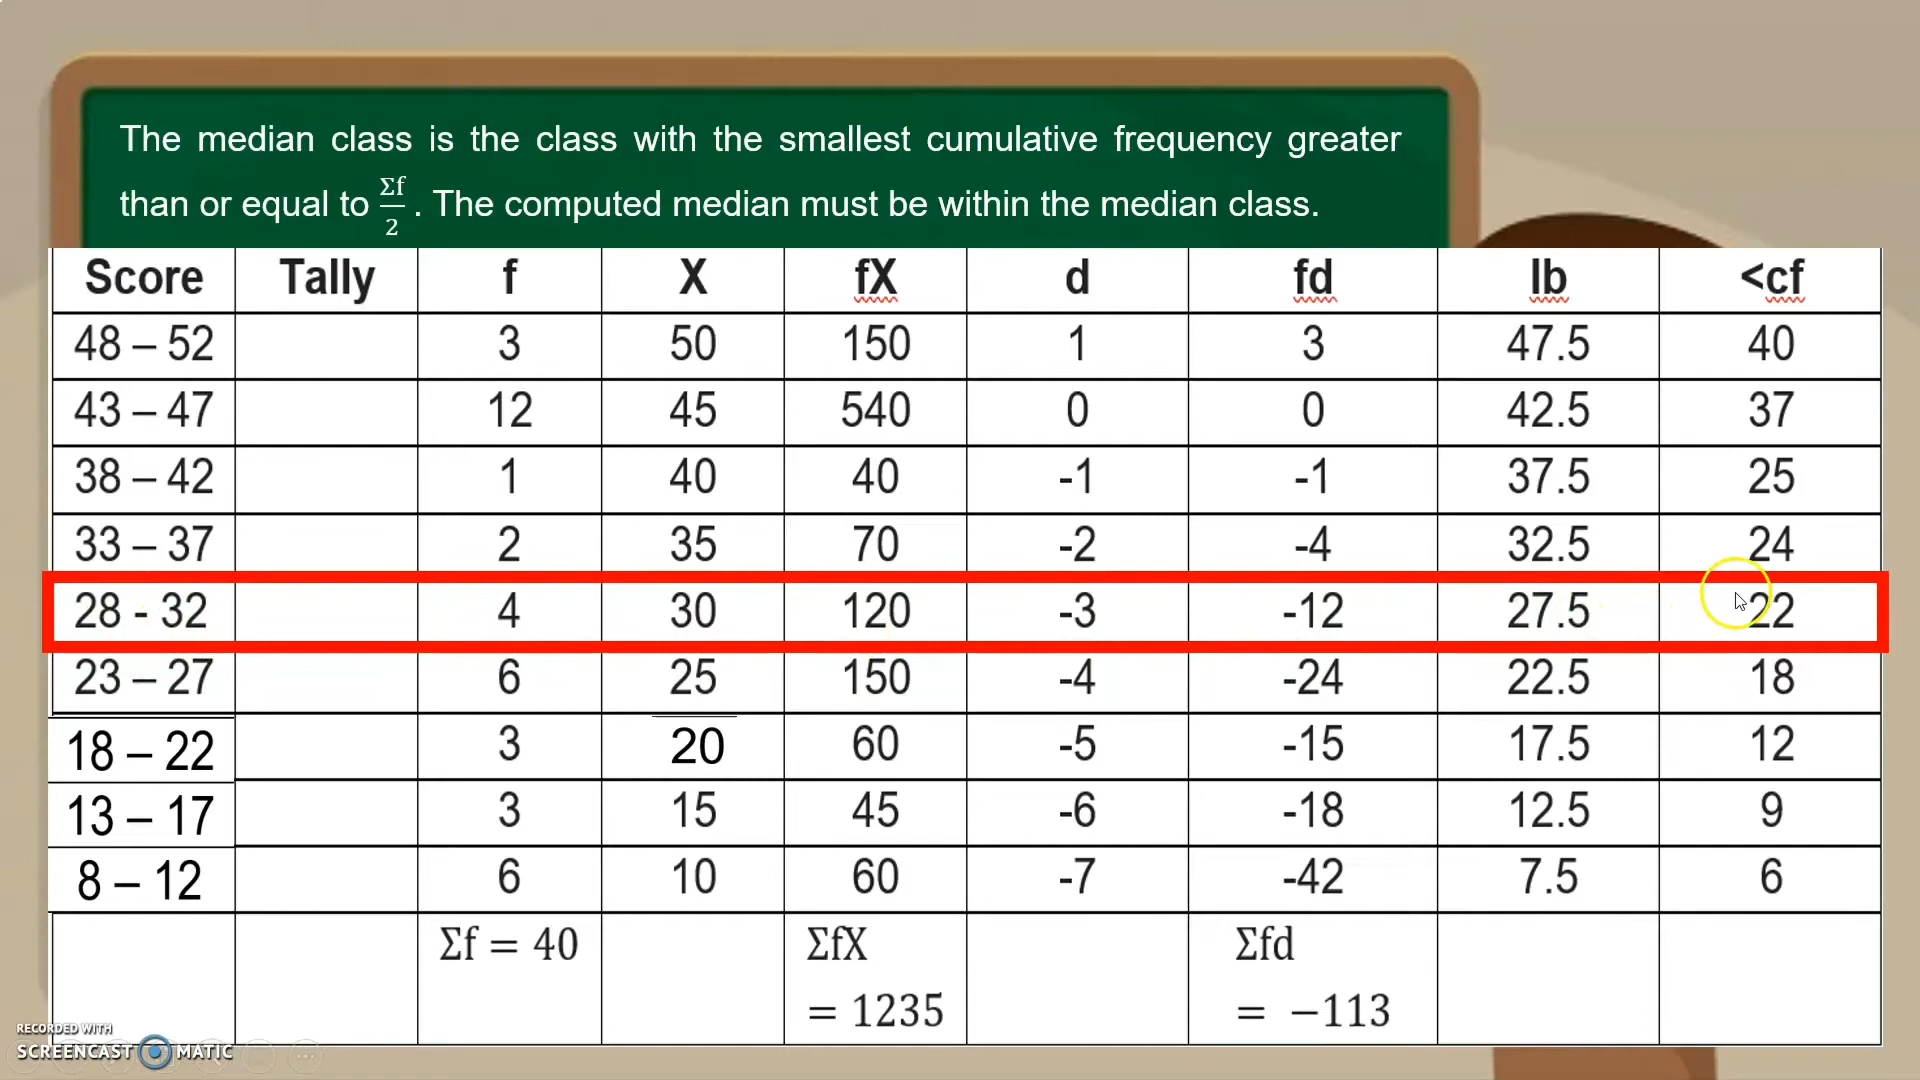 The median class is the class with the smallest cumulative frequency greater
than or equal to Σf/2 . The computed median must be within the median class.
Score Tally f X fX d fd lb <cf
48 – 52 3 50 150 1 3 47.5 40
43 – 47 12 45 540 0 0 42.5 37
38 – 42 1 40 40 -1 -1 37.5 25
33 – 37 2 35 70 -2 -4 32.5 24
28 - 32 4 30 120 -3 -12 27.5 22
23 – 27 6 25 150 -4 -24 22.5 18
18 – 22 3 20 60 -5 -15 17.5 12
13 – 17 3 15 45 -6 -18 12.5 9
8 – 12 6 10 60 -7 -42 7.5 6
Σf = 40 ΣfX Σfd
= 1235 = −113
RECORDED WITH
SCREENCAST MATIC